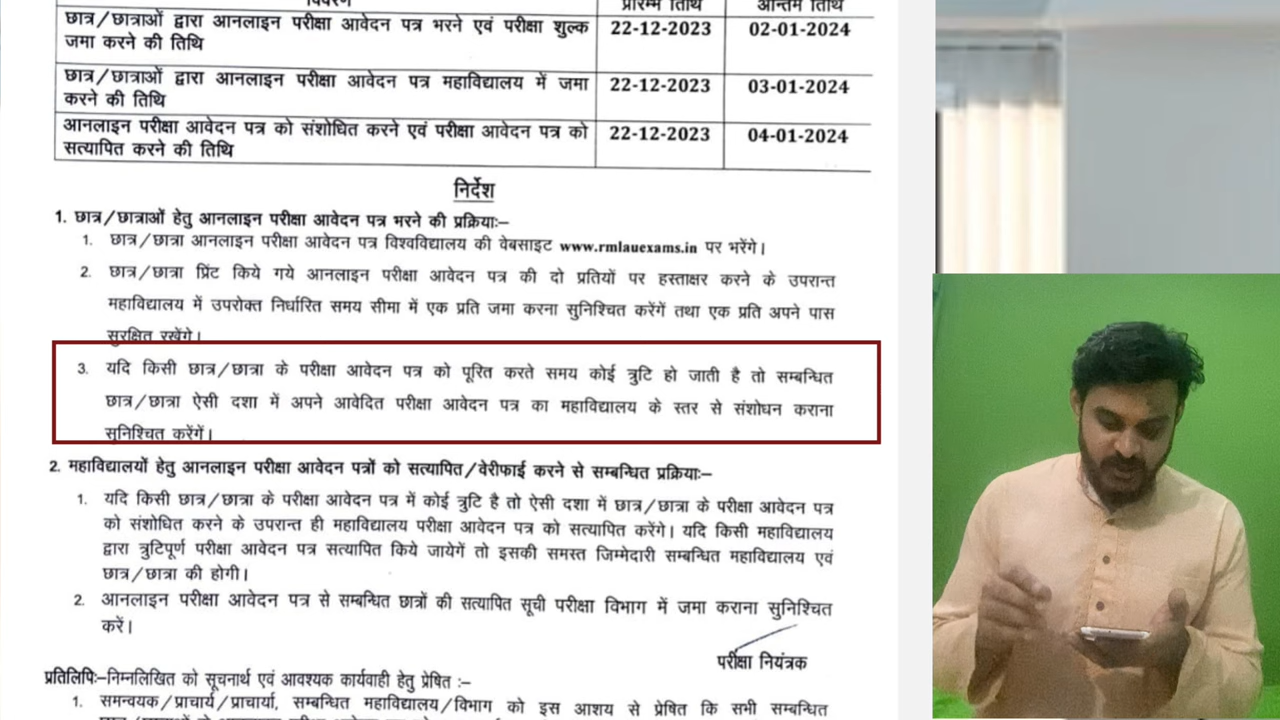 विवरण प्रारम्भ तिथि अन्तिम तिथि
छात्र/छात्राओं द्वारा आनलाइन परीक्षा आवेदन पत्र भरने एवं परीक्षा शुल्क 22-12-2023 02-01-2024
जमा करने की तिथि
छात्र/छात्राओं द्वारा आनलाइन परीक्षा आवेदन पत्र महाविद्यालय में जमा 22-12-2023 03-01-2024
करने की तिथि
आनलाइन परीक्षा आवेदन पत्र को संशोधित करने एवं परीक्षा आवेदन पत्र को 22-12-2023 04-01-2024
सत्यापित करने की तिथि
निर्देश
1. छात्र/छात्राओं हेतु आनलाइन परीक्षा आवेदन पत्र भरने की प्रक्रियाः–
1. छात्र/छात्रा आनलाइन परीक्षा आवेदन पत्र विश्वविद्यालय की वेबसाइट www.rmlauexams.in पर भरेंगे।
2. छात्र/छात्रा प्रिंट किये गये आनलाइन परीक्षा आवेदन पत्र की दो प्रतियों पर हस्ताक्षर करने के उपरान्त
महाविद्यालय में उपरोक्त निर्धारित समय सीमा में एक प्रति जमा करना सुनिश्चित करेंगें तथा एक प्रति अपने पास
सुरक्षित रखेंगे।
3. यदि किसी छात्र/छात्रा के परीक्षा आवेदन पत्र को पूरित करते समय कोई त्रुटि हो जाती है तो सम्बन्धित
छात्र/छात्रा ऐसी दशा में अपने आवेदित परीक्षा आवेदन पत्र का महाविद्यालय के स्तर से संशोधन कराना
सुनिश्चित करेंगें।
2. महाविद्यालयों हेतु आनलाइन परीक्षा आवेदन पत्रों को सत्यापित/वेरीफाई करने से सम्बन्धित प्रक्रियाः–
1. यदि किसी छात्र/छात्रा के परीक्षा आवेदन पत्र में कोई त्रुटि है तो ऐसी दशा में छात्र/छात्रा के परीक्षा आवेदन पत्र
को संशोधित करने के उपरान्त ही महाविद्यालय परीक्षा आवेदन पत्र को सत्यापित करेंगे। यदि किसी महाविद्यालय
द्वारा त्रुटिपूर्ण परीक्षा आवेदन पत्र सत्यापित किये जायेगें तो इसकी समस्त जिम्मेदारी सम्बन्धित महाविद्यालय एवं
छात्र/छात्रा की होगी।
2. आनलाइन परीक्षा आवेदन पत्र से सम्बन्धित छात्रों की सत्यापित सूची परीक्षा विभाग में जमा कराना सुनिश्चित
करें।
परीक्षा नियंत्रक
प्रतिलिपिः–निम्नलिखित को सूचनार्थ एवं आवश्यक कार्यवाही हेतु प्रेषित :–
1. समन्वयक/प्राचार्य/प्राचार्या, सम्बन्धित महाविद्यालय/विभाग को इस आशय से प्रेषित कि सभी सम्बन्धित